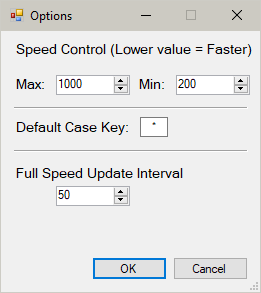 Options
Speed Control (Lower value = Faster)
Max: 1000 Min: 200
Default Case Key: *
Full Speed Update Interval
50
OK Cancel